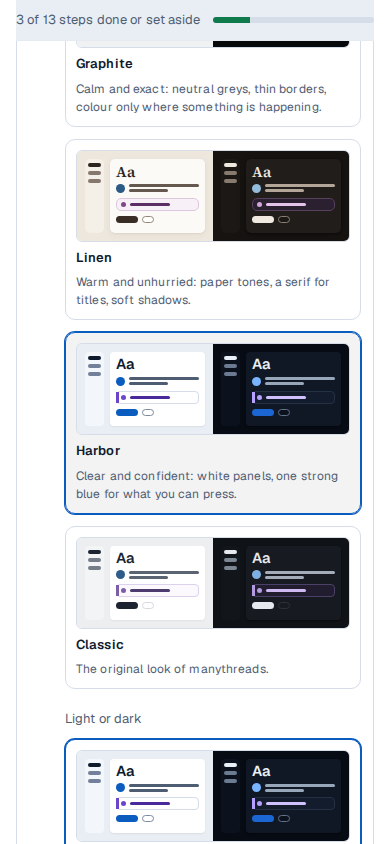 3 of 13 steps done or set aside
Graphite
Calm and exact: neutral greys, thin borders,
colour only where something is happening.
Aa
Aa
Linen
Warm and unhurried: paper tones, a serif for
titles, soft shadows.
Aa
Aa
Harbor
Clear and confident: white panels, one strong
blue for what you can press.
Aa
Aa
Classic
The original look of manythreads.
Light or dark
Aa
Aa